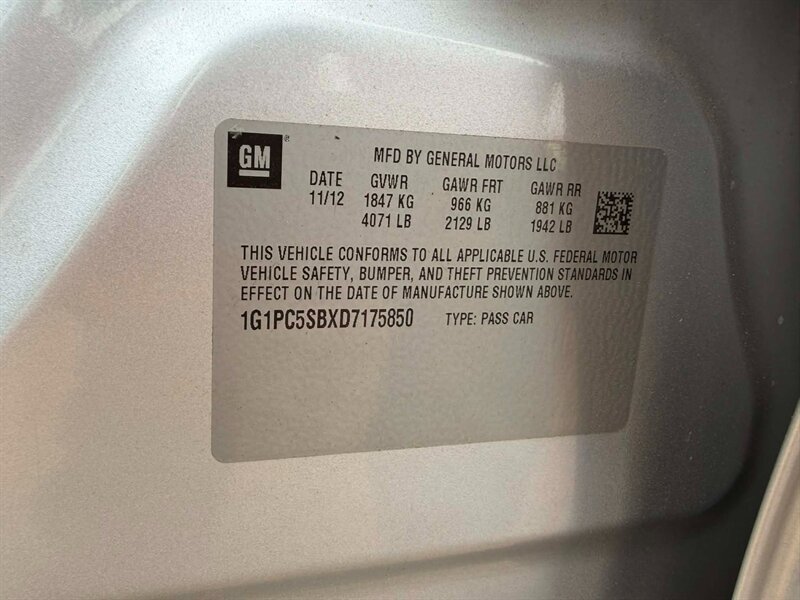 GM®
MFD BY GENERAL MOTORS LLC
DATE GVWR GAWR FRT GAWR RR
11/12 1847 KG 966 KG 881 KG
4071 LB 2129 LB 1942 LB
THIS VEHICLE CONFORMS TO ALL APPLICABLE U.S. FEDERAL MOTOR
VEHICLE SAFETY, BUMPER, AND THEFT PREVENTION STANDARDS IN
EFFECT ON THE DATE OF MANUFACTURE SHOWN ABOVE.
1G1PC5SBXD7175850 TYPE: PASS CAR